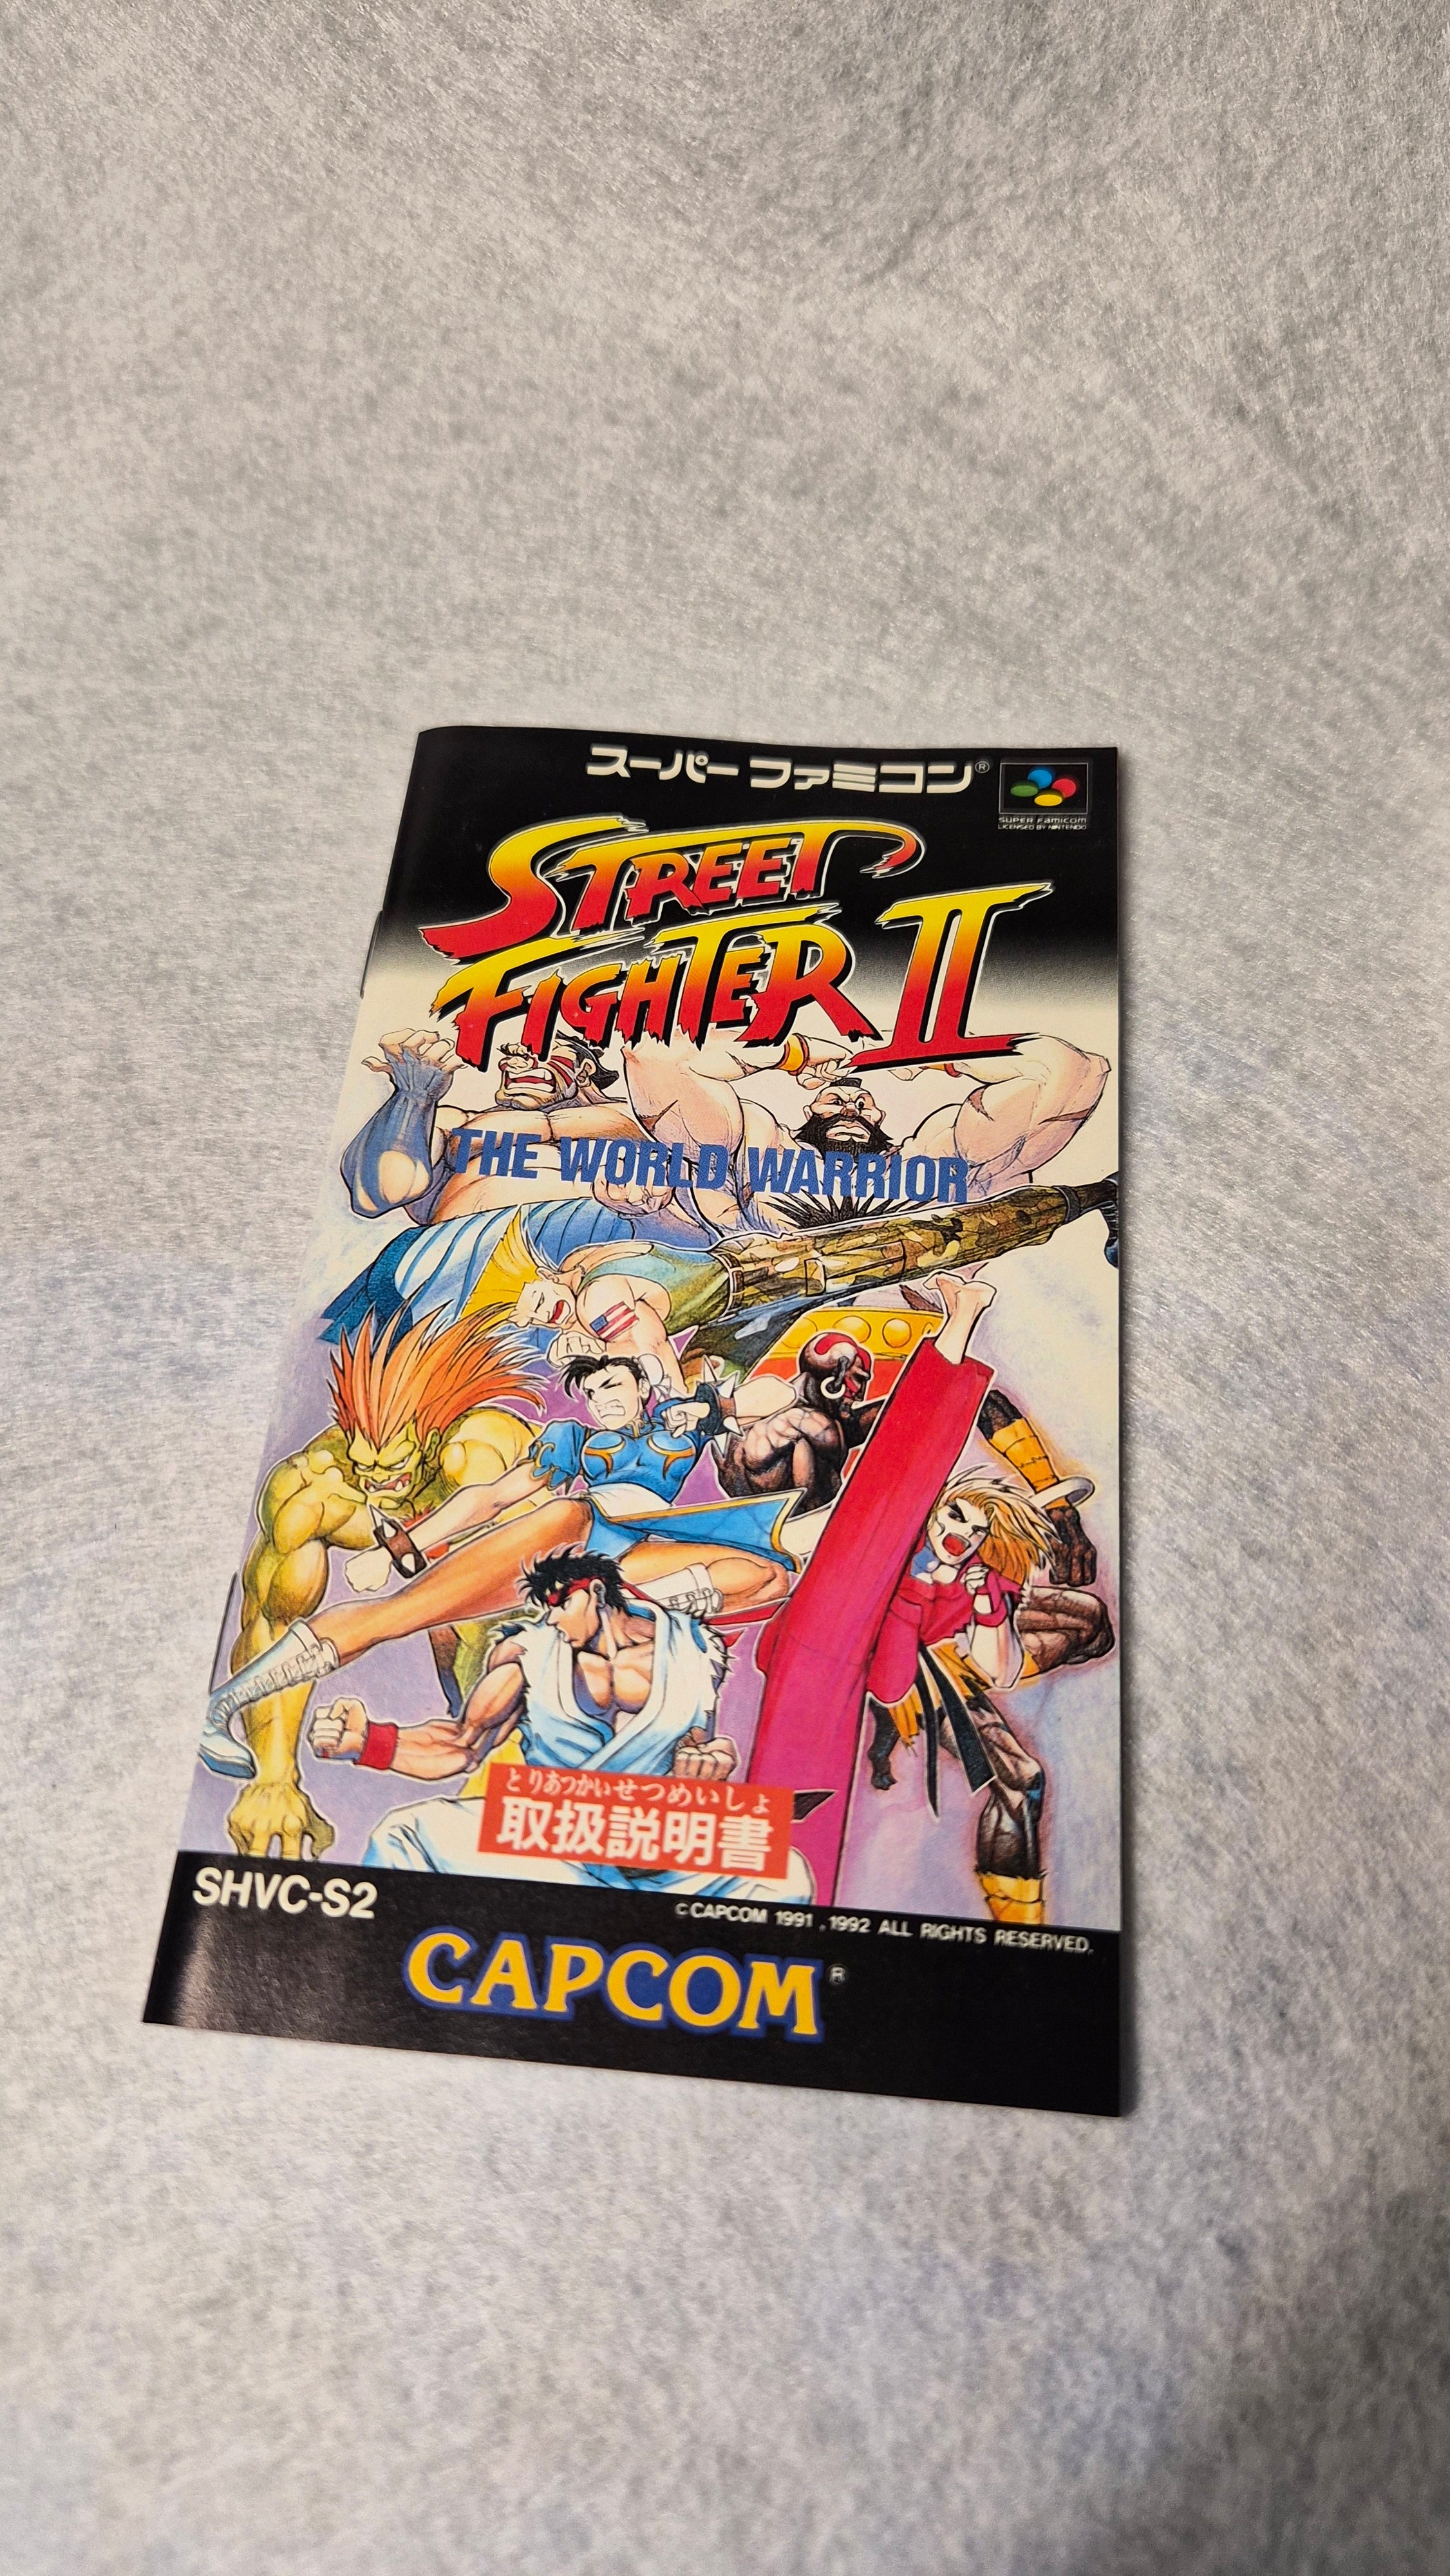 スーパーファミコン®
SUPER FAMICOM
LICENSED BY NINTENDO
STREET
FIGHTER II
THE WORLD WARRIOR
とりあつかいせつめいしょ
取扱説明書
SHVC-S2
©CAPCOM 1991,1992 ALL RIGHTS RESERVED.
CAPCOM®